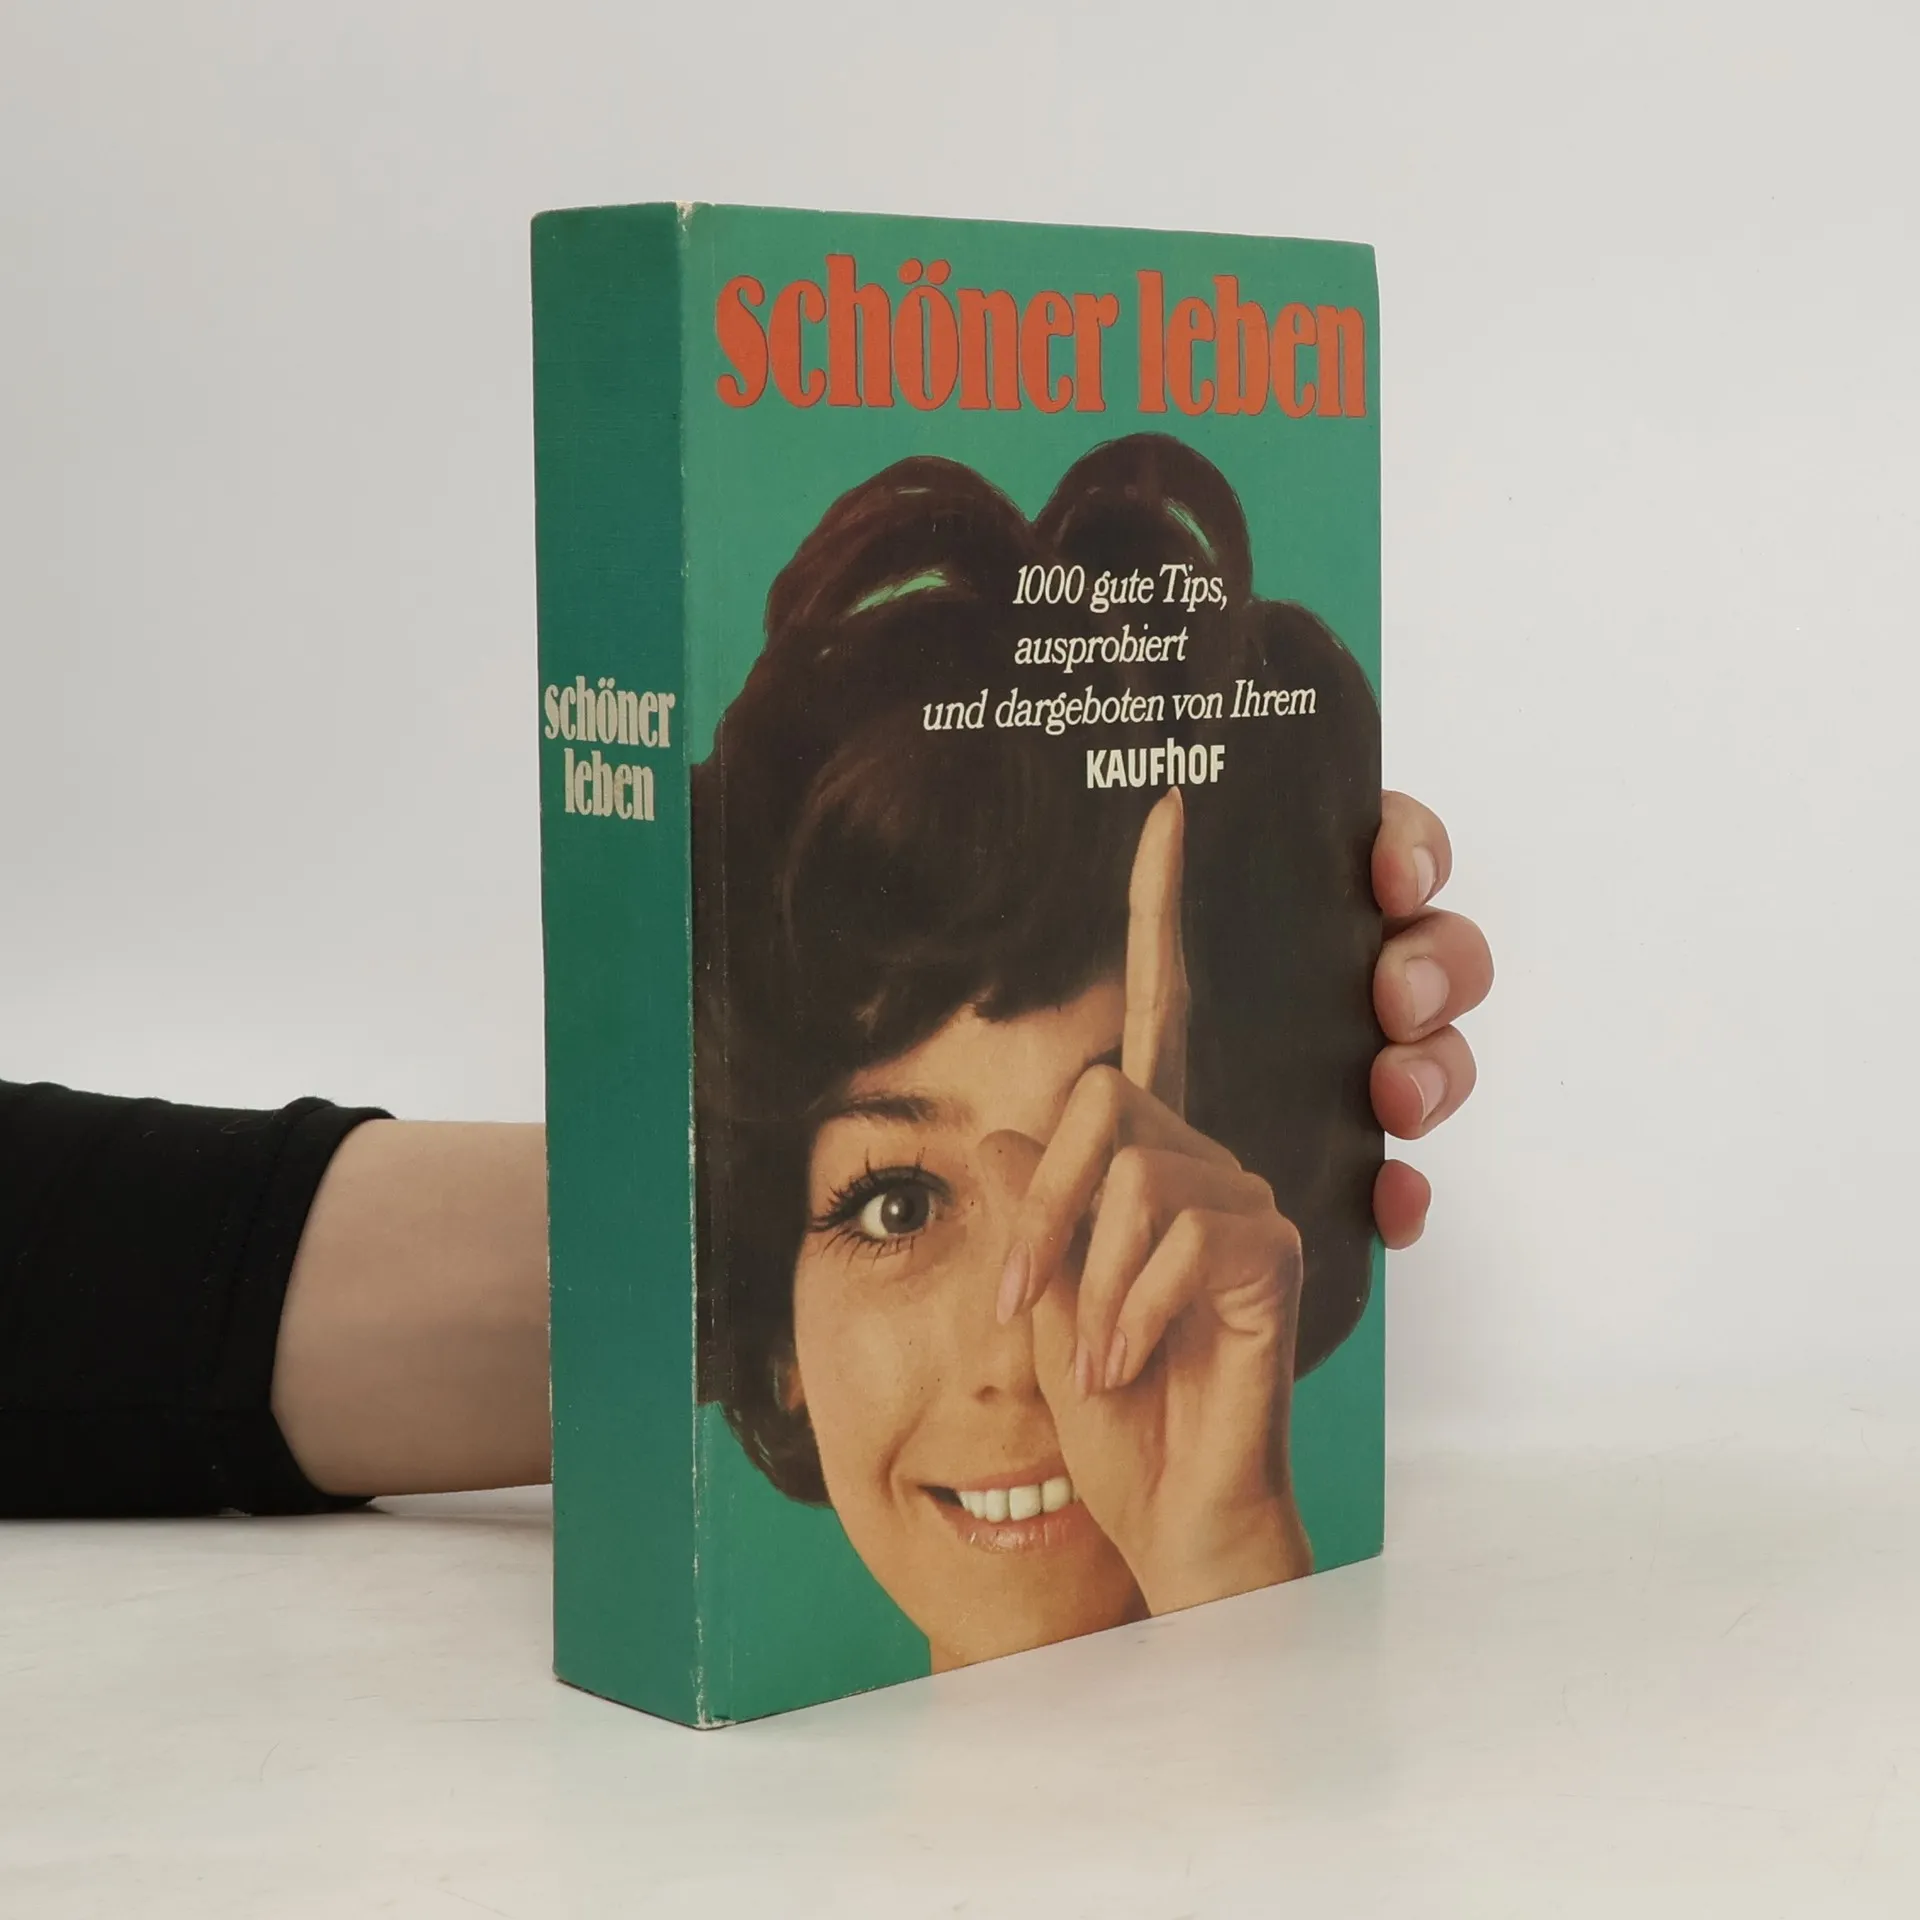 schöner leben
1000 gute Tips,
ausprobiert
und dargeboten von Ihrem
KAUFhOF
schöner
leben